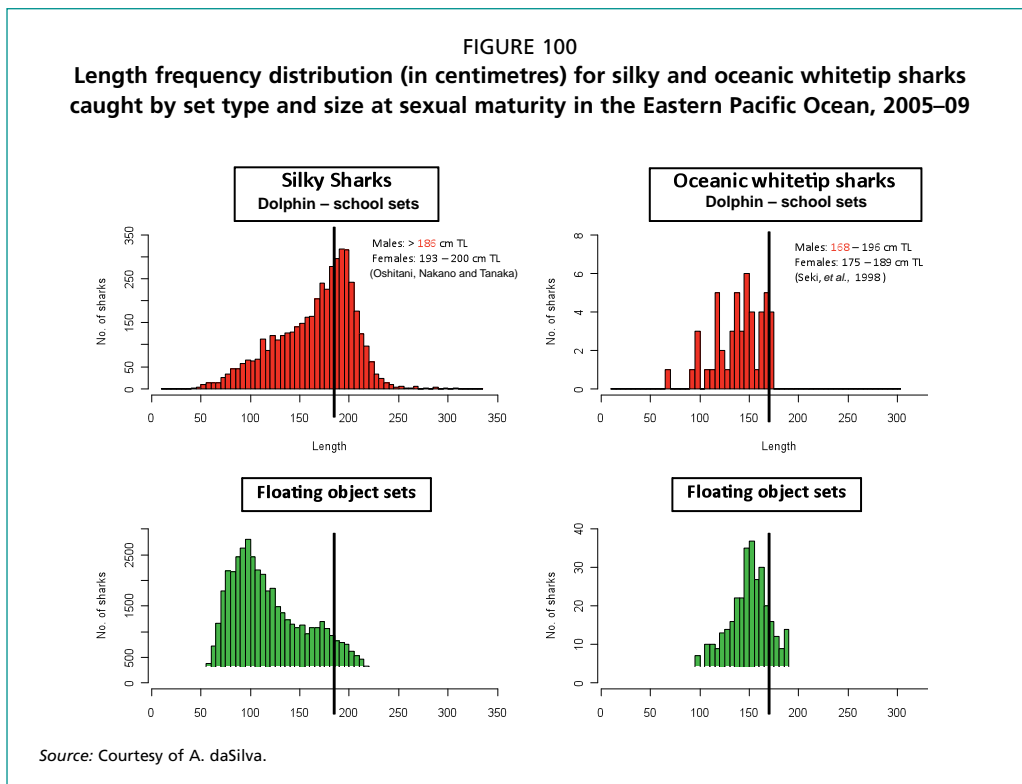 FIGURE 100
Length frequency distribution (in centimetres) for silky and oceanic whitetip sharks
caught by set type and size at sexual maturity in the Eastern Pacific Ocean, 2005–09
Silky Sharks
Dolphin – school sets
Males: > 186 cm TL
Females: 193 – 200 cm TL
(Oshitani, Nakano and Tanaka)
No. of sharks
350
250
150
50
0
0 50 100 150 200 250 300 350
Length
Oceanic whitetip sharks
Dolphin – school sets
Males: 168 – 196 cm TL
Females: 175 – 189 cm TL
(Seki, et al., 1998)
No. of sharks
8
6
4
2
0
0 50 100 150 200 250 300
Length
Floating object sets
No. of sharks
2500
1500
500
0
0 50 100 150 200 250 300 350
Floating object sets
No. of sharks
40
30
20
10
0
0 50 100 150 200 250 300
Source: Courtesy of A. daSilva.